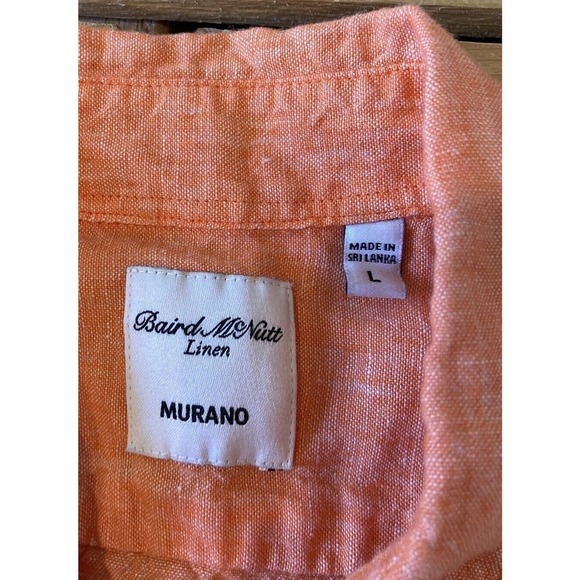 MADE IN
SRI LANKA
L
Baird McNutt
Linen
MURANO